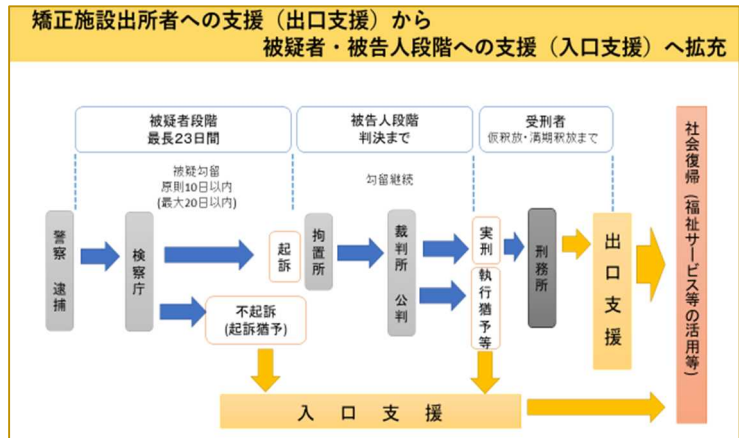 矯正施設出所者への支援（出口支援）から
被疑者・被告人段階への支援（入口支援）へ拡充
被疑者段階
最長23日間
被告人段階
判決まで
受刑者
仮釈放・満期釈放まで
被疑勾留
原則10日以内
(最大20日以内)
勾留継続
警察 逮捕
検察庁
起訴
不起訴
(起訴猶予)
拘置所
裁判所 公判
実刑
執行猶予等
刑務所
出口支援
入口支援
社会復帰（福祉サービス等の活用等）